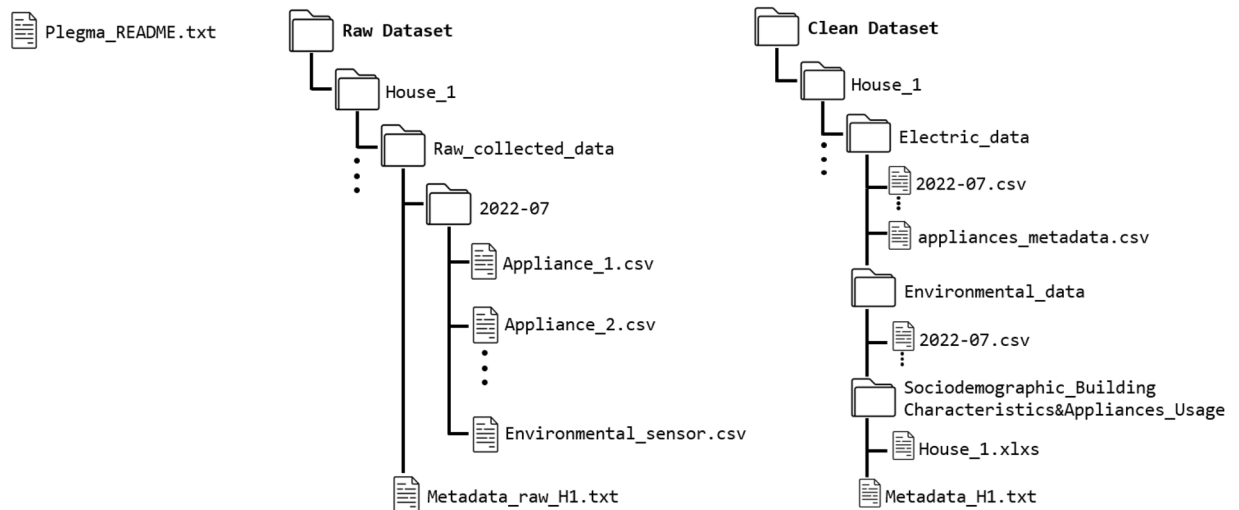 Plegma_README.txt
Raw Dataset
House_1
Raw_collected_data
2022-07
Appliance_1.csv
Appliance_2.csv
Environmental_sensor.csv
Metadata_raw_H1.txt
Clean Dataset
House_1
Electric_data
2022-07.csv
appliances_metadata.csv
Environmental_data
2022-07.csv
Sociodemographic_Building
Characteristics&Appliances_Usage
House_1.xlxs
Metadata_H1.txt